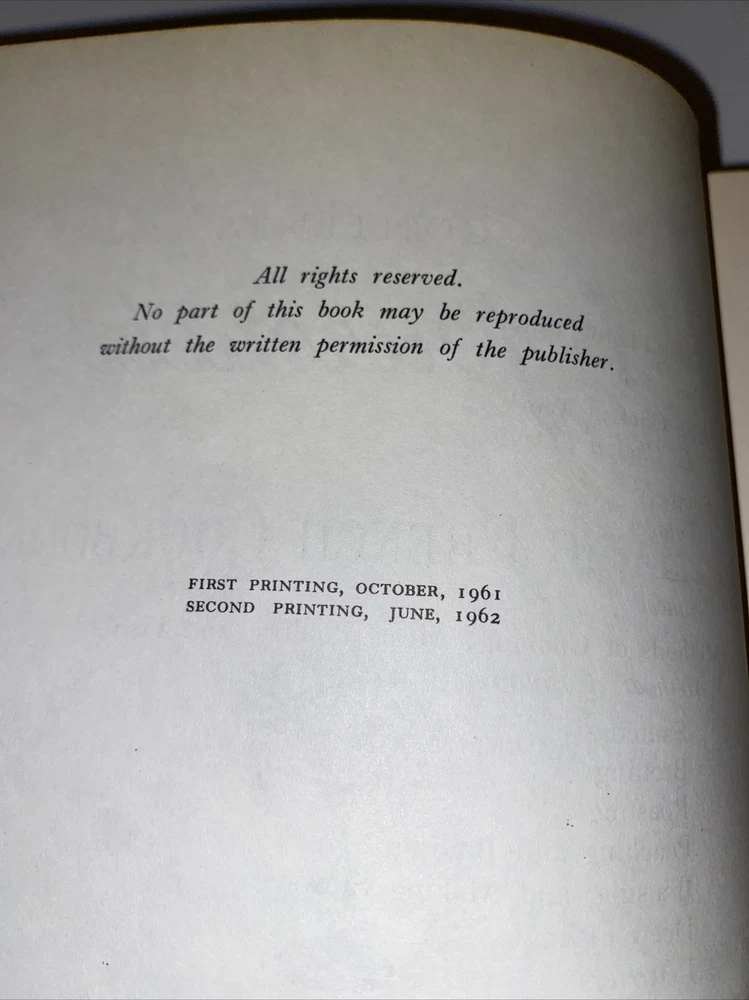 All rights reserved.
No part of this book may be reproduced
without the written permission of the publisher.
FIRST PRINTING, OCTOBER, 1961
SECOND PRINTING, JUNE, 1962